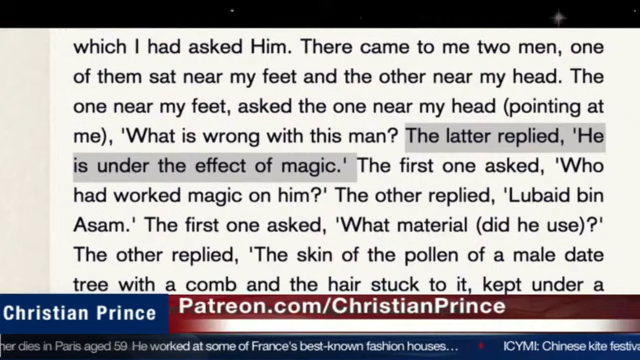 which I had asked Him. There came to me two men, one
of them sat near my feet and the other near my head. The
one near my feet, asked the one near my head (pointing at
me), 'What is wrong with this man? The latter replied, 'He
is under the effect of magic.' The first one asked, 'Who
had worked magic on him?' The other replied, 'Lubaid bin
Asam.' The first one asked, 'What material (did he use)?'
The other replied, 'The skin of the pollen of a male date
tree with a comb and the hair stuck to it, kept under a
Christian Prince
Patreon.com/ChristianPrince
her dies in Paris aged 59 He worked at some of France's best-known fashion houses… ICYMI: Chinese kite festiva